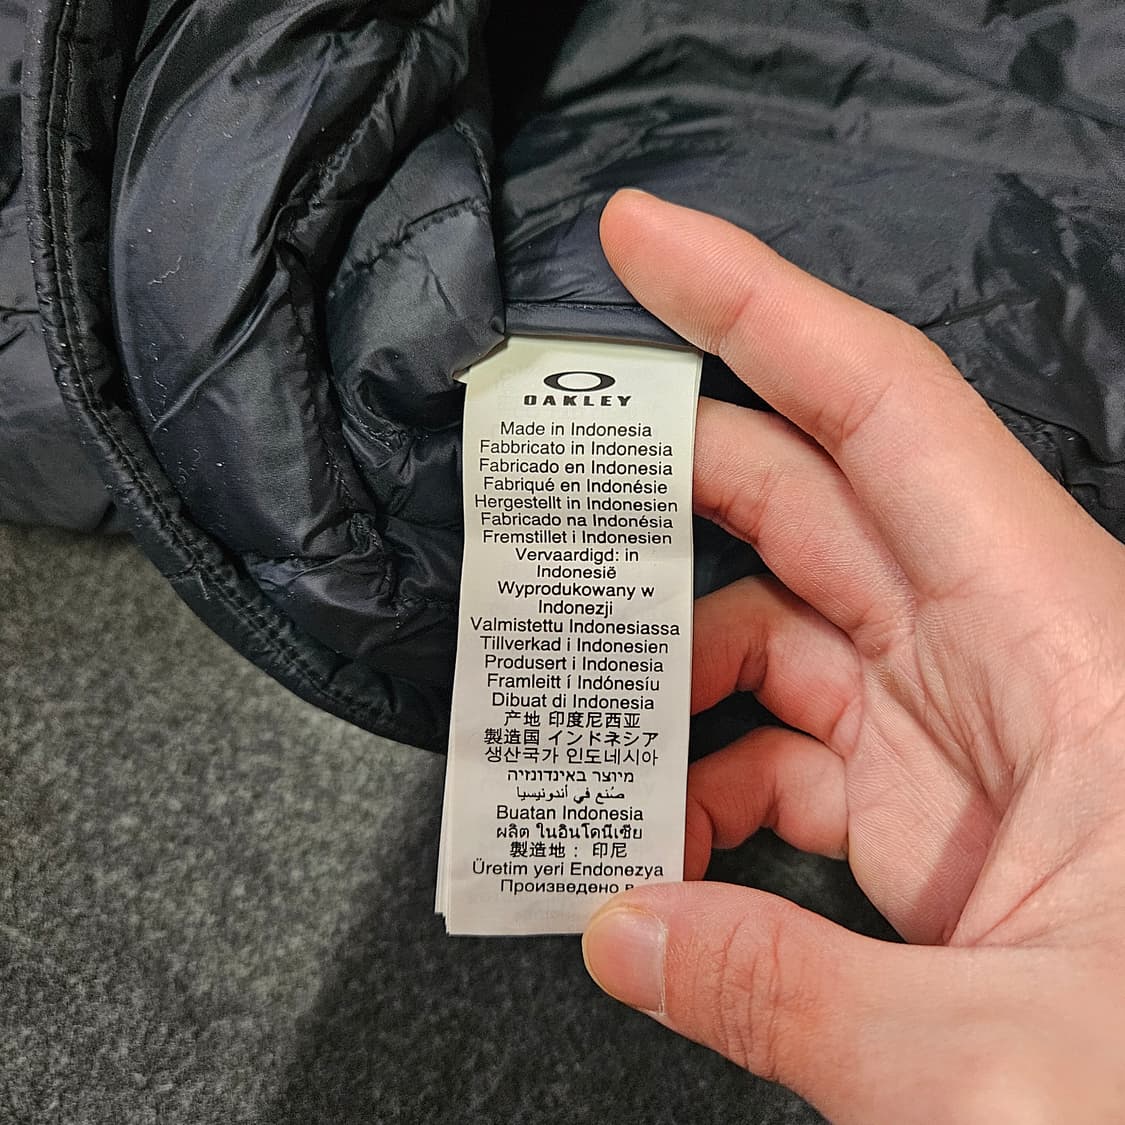 OAKLEY
Made in Indonesia
Fabbricato in Indonesia
Fabricado en Indonesia
Fabriqué en Indonésie
Hergestellt in Indonesien
Fabricado na Indonésia
Fremstillet i Indonesien
Vervaardigd: in
Indonesië
Wyprodukowany w
Indonezji
Valmistettu Indonesiassa
Tillverkad i Indonesien
Produsert i Indonesia
Framleitt í Indónesíu
Dibuat di Indonesia
产地 印度尼西亚
製造国 インドネシア
생산국가 인도네시아
מיוצר באינדונזיה
صُنع في أندونيسيا
Buatan Indonesia
ผลิต ในอินโดนีเซีย
製造地： 印尼
Üretim yeri Endonezya
Произведено в